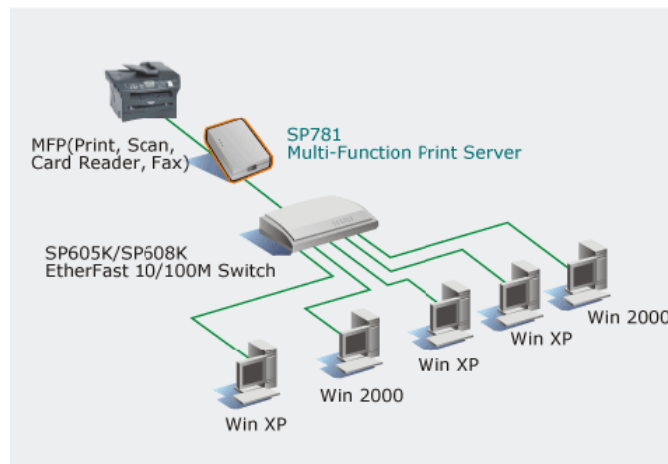 SP781
Multi-Function Print Server
MFP(Print, Scan,
Card Reader, Fax)
SP605K/SP608K
EtherFast 10/100M Switch
Win 2000
Win XP
Win XP
Win 2000
Win XP